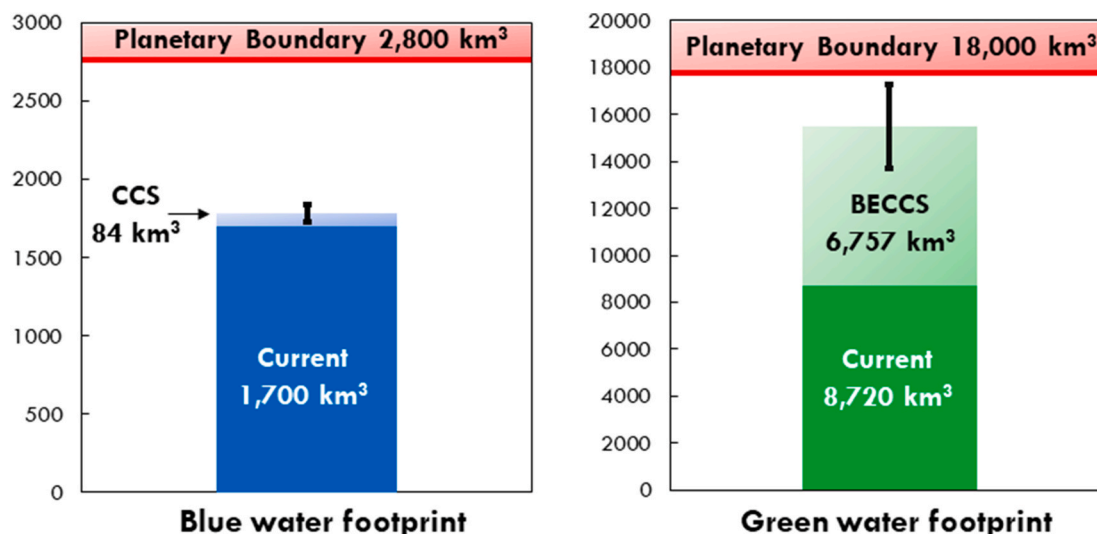 3000
Planetary Boundary 2,800 km³
2500
2000
CCS
84 km³
1500
1000
Current
1,700 km³
500
0
Blue water footprint
20000
Planetary Boundary 18,000 km³
18000
16000
14000
BECCS
6,757 km³
12000
10000
8000
Current
8,720 km³
6000
4000
2000
0
Green water footprint